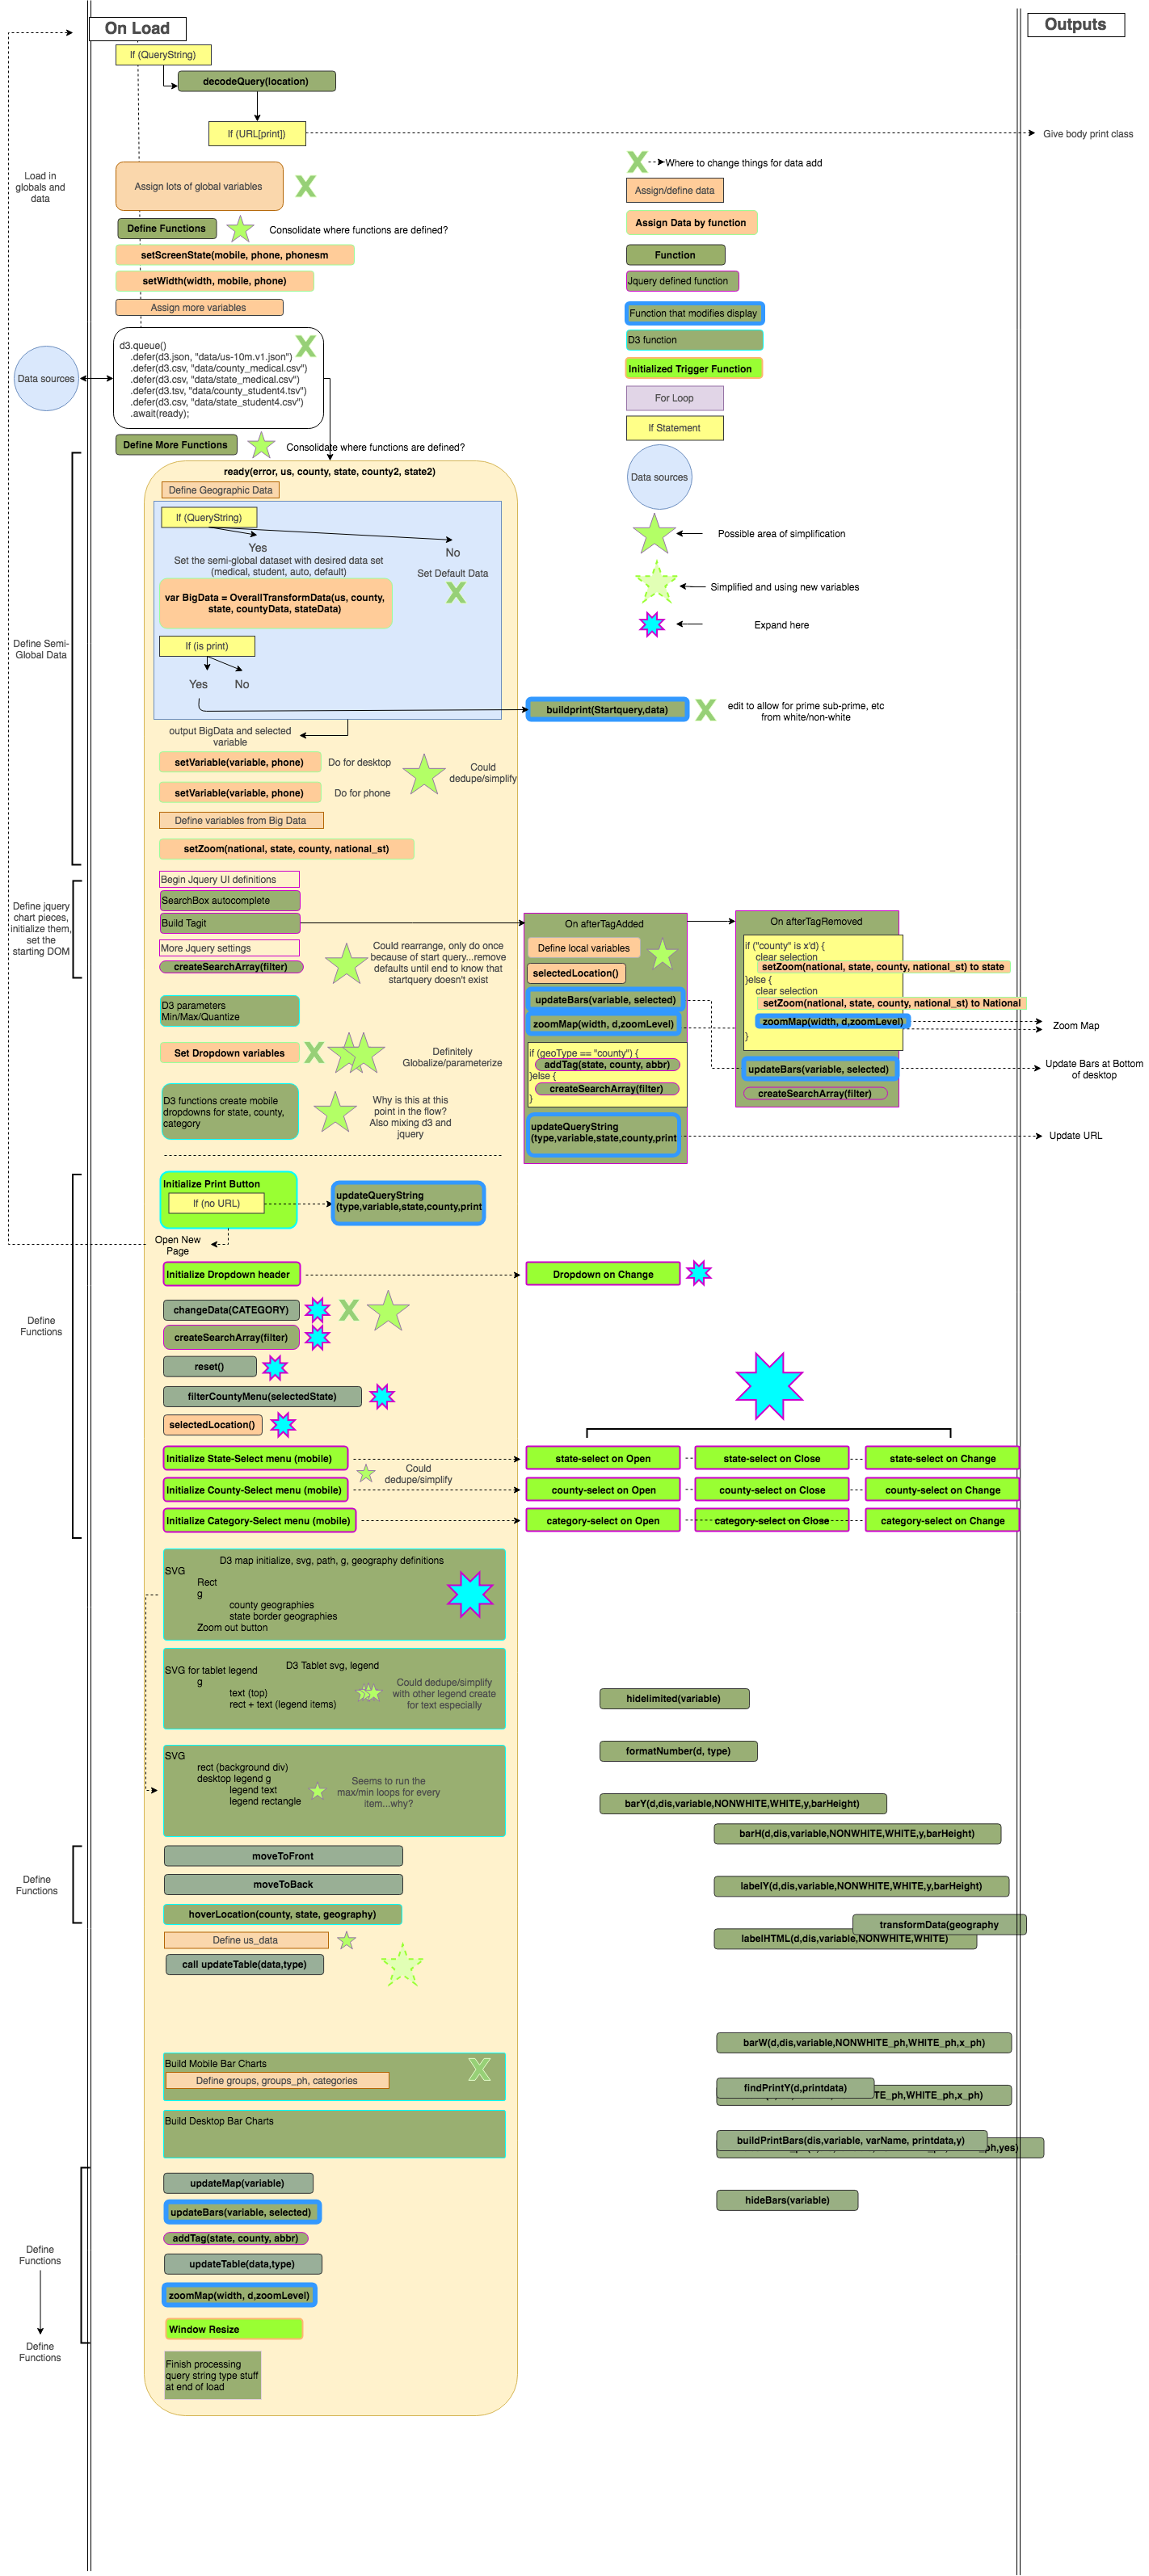 On Load
Outputs
If (QueryString)
decodeQuery(location)
If (URL[print])
Give body print class
Load in
globals and
data
Assign lots of global variables
X
X
Where to change things for data add
Assign/define data
Define Functions
Consolidate where functions are defined?
Assign Data by function
setScreenState(mobile, phone, phonesm
Function
setWidth(width, mobile, phone)
Jquery defined function
Assign more variables
Function that modifies display
D3 function
Initialized Trigger Function
For Loop
If Statement
Data sources
d3.queue()
.defer(d3.json, "data/us-10m.v1.json")
.defer(d3.csv, "data/county_medical.csv")
.defer(d3.csv, "data/state_medical.csv")
.defer(d3.tsv, "data/county_student4.tsv")
.defer(d3.csv, "data/state_student4.csv")
.await(ready);
X
Define More Functions
Consolidate where functions are defined?
ready(error, us, county, state, county2, state2)
Data sources
Define Geographic Data
If (QueryString)
Yes
No
Possible area of simplification
Set the semi-global dataset with desired data set
(medical, student, auto, default)
Set Default Data
X
Simplified and using new variables
var BigData = OverallTransformData(us, county,
state, countyData, stateData)
Expand here
Define Semi-
Global Data
If (is print)
Yes
No
buildprint(Startquery,data)
X
edit to allow for prime sub-prime, etc
from white/non-white
output BigData and selected
variable
setVariable(variable, phone)
Do for desktop
Could
dedupe/simplify
setVariable(variable, phone)
Do for phone
Define variables from Big Data
setZoom(national, state, county, national_st)
Begin Jquery UI definitions
SearchBox autocomplete
Build Tagit
More Jquery settings
createSearchArray(filter)
Define jquery
chart pieces,
initialize them,
set the
starting DOM
Could rearrange, only do once
because of start query...remove
defaults until end to know that
startquery doesn't exist
On afterTagAdded
Define local variables
selectedLocation()
updateBars(variable, selected)
zoomMap(width, d,zoomLevel)
if (geoType == "county") {
addTag(state, county, abbr)
}else {
createSearchArray(filter)
}
updateQueryString
(type,variable,state,county,print
On afterTagRemoved
if ("county" is x'd) {
clear selection
setZoom(national, state, county, national_st) to state
}else {
clear selection
setZoom(national, state, county, national_st) to National
zoomMap(width, d,zoomLevel)
}
updateBars(variable, selected)
createSearchArray(filter)
Zoom Map
Update Bars at Bottom
of desktop
Update URL
D3 parameters
Min/Max/Quantize
Set Dropdown variables
X
Definitely
Globalize/parameterize
D3 functions create mobile
dropdowns for state, county,
category
Why is this at this
point in the flow?
Also mixing d3 and
jquery
Initialize Print Button
If (no URL)
updateQueryString
(type,variable,state,county,print
Open New
Page
Initialize Dropdown header
Dropdown on Change
changeData(CATEGORY)
X
createSearchArray(filter)
Define
Functions
reset()
filterCountyMenu(selectedState)
selectedLocation()
Initialize State-Select menu (mobile)
state-select on Open
state-select on Close
state-select on Change
Could
dedupe/simplify
Initialize County-Select menu (mobile)
county-select on Open
county-select on Close
county-select on Change
Initialize Category-Select menu (mobile)
category-select on Open
category-select on Close
category-select on Change
D3 map initialize, svg, path, g, geography definitions
SVG
Rect
g
county geographies
state border geographies
Zoom out button
D3 Tablet svg, legend
SVG for tablet legend
g
text (top)
rect + text (legend items)
Could dedupe/simplify
with other legend create
for text especially
hidelimited(variable)
formatNumber(d, type)
SVG
rect (background div)
desktop legend g
legend text
legend rectangle
Seems to run the
max/min loops for every
item...why?
barY(d,dis,variable,NONWHITE,WHITE,y,barHeight)
barH(d,dis,variable,NONWHITE,WHITE,y,barHeight)
moveToFront
moveToBack
labelY(d,dis,variable,NONWHITE,WHITE,y,barHeight)
Define
Functions
hoverLocation(county, state, geography)
transformData(geography
Define us_data
labelHTML(d,dis,variable,NONWHITE,WHITE)
call updateTable(data,type)
barW(d,dis,variable,NONWHITE_ph,WHITE_ph,x_ph)
Build Mobile Bar Charts
X
Define groups, groups_ph, categories
findPrintY(d,printdata)
TE_ph,WHITE_ph,x_ph)
Build Desktop Bar Charts
buildPrintBars(dis,variable, varName, printdata,y)
ph,yes)
updateMap(variable)
hideBars(variable)
updateBars(variable, selected)
addTag(state, county, abbr)
Define
Functions
updateTable(data,type)
zoomMap(width, d,zoomLevel)
Window Resize
Define
Functions
Finish processing
query string type stuff
at end of load